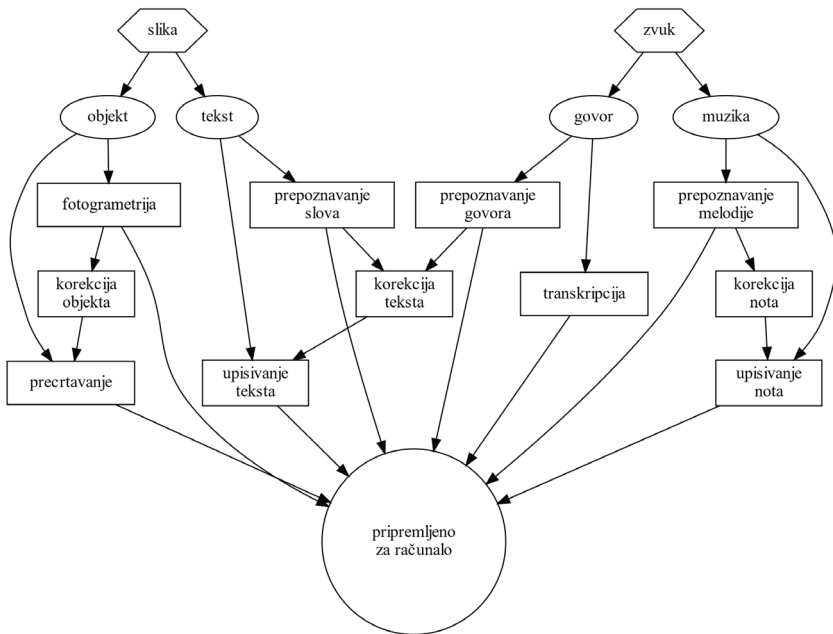 slika
zvuk
objekt
tekst
govor
muzika
fotogrametrija
prepoznavanje
slova
prepoznavanje
govora
prepoznavanje
melodije
korekcija
objekta
korekcija
teksta
transkripcija
korekcija
nota
precrtavanje
upisivanje
teksta
upisivanje
nota
pripremljeno
za računalo